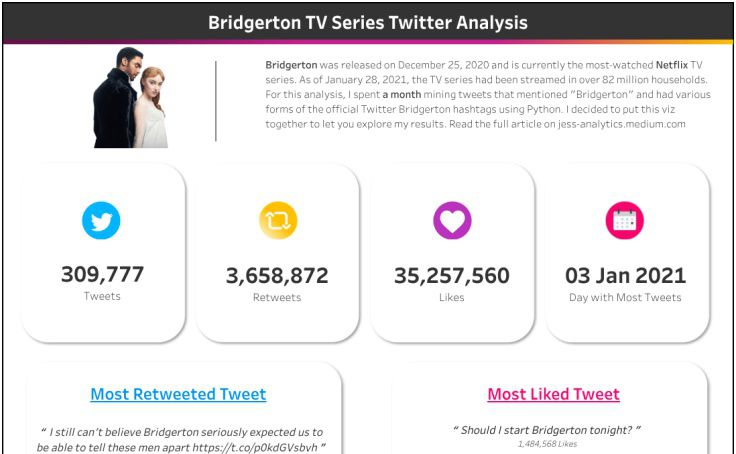 Bridgerton TV Series Twitter Analysis
Bridgerton was released on December 25, 2020 and is currently the most-watched Netflix TV
series. As of January 28, 2021, the TV series had been streamed in over 82 million households.
For this analysis, I spent a month mining tweets that mentioned "Bridgerton" and had various
forms of the official Twitter Bridgerton hashtags using Python. I decided to put this viz
together to let you explore my results. Read the full article on jess-analytics.medium.com
309,777
Tweets
3,658,872
Retweets
35,257,560
Likes
03 Jan 2021
Day with Most Tweets
Most Retweeted Tweet
“ I still can’t believe Bridgerton seriously expected us to
be able to tell these men apart https://t.co/p0kdGVsbvh ”
Most Liked Tweet
“ Should I start Bridgerton tonight? ”
1,484,568 Likes